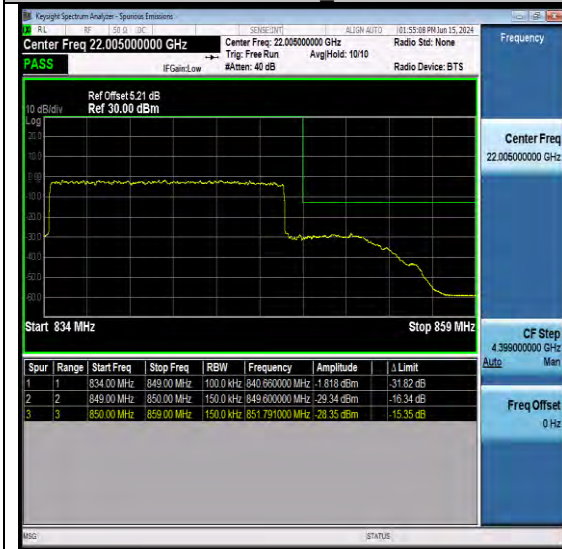 Keysight Spectrum Analyzer - Spurious Emissions
RL RF 50 Ω DC SENSE:INT ALIGN AUTO 01:55:08 PM Jun 15, 2024
Center Freq 22.005000000 GHz
Center Freq: 22.005000000 GHz
Radio Std: None
Trig: Free Run Avg|Hold: 10/10
PASS
IFGain:Low
#Atten: 40 dB
Radio Device: BTS
Frequency
Ref Offset 5.21 dB
10 dB/div Ref 30.00 dBm
Log
20.0
10.0
0.00
-10.0
-20.0
-30.0
-40.0
-50.0
-60.0
Start 834 MHz Stop 859 MHz
Center Freq
22.005000000 GHz
CF Step
4.399000000 GHz
Auto Man
Freq Offset
0 Hz
Spur Range Start Freq Stop Freq RBW Frequency Amplitude Δ Limit
1 1 834.00 MHz 849.00 MHz 100.0 kHz 840.660000 MHz -1.818 dBm -31.82 dB
2 2 849.00 MHz 850.00 MHz 150.0 kHz 849.600000 MHz -29.34 dBm -16.34 dB
3 3 850.00 MHz 859.00 MHz 150.0 kHz 851.791000 MHz -28.35 dBm -15.35 dB
MSG STATUS